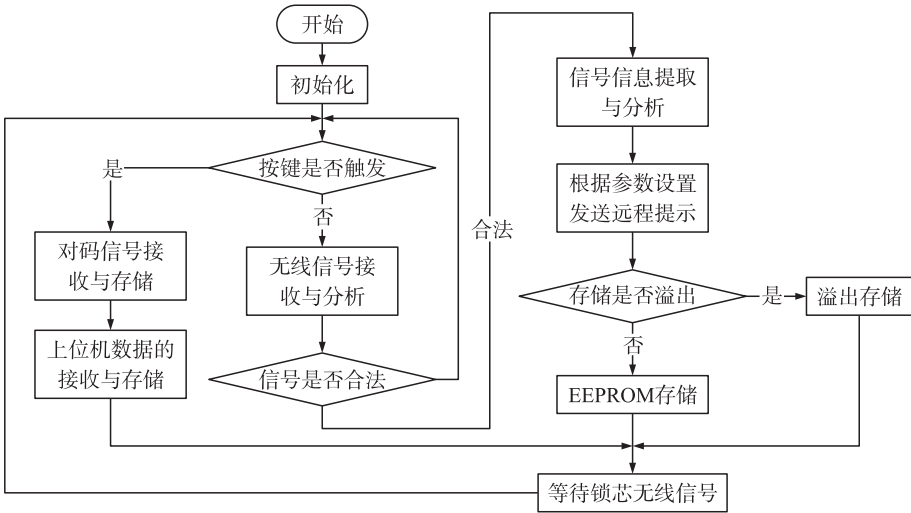 开始
初始化
按键是否触发
是
否
对码信号接
收与存储
上位机数据的
接收与存储
无线信号接
收与分析
信号是否合法
合法
信号信息提取
与分析
根据参数设置
发送远程提示
存储是否溢出
是
溢出存储
否
EEPROM存储
等待锁芯无线信号